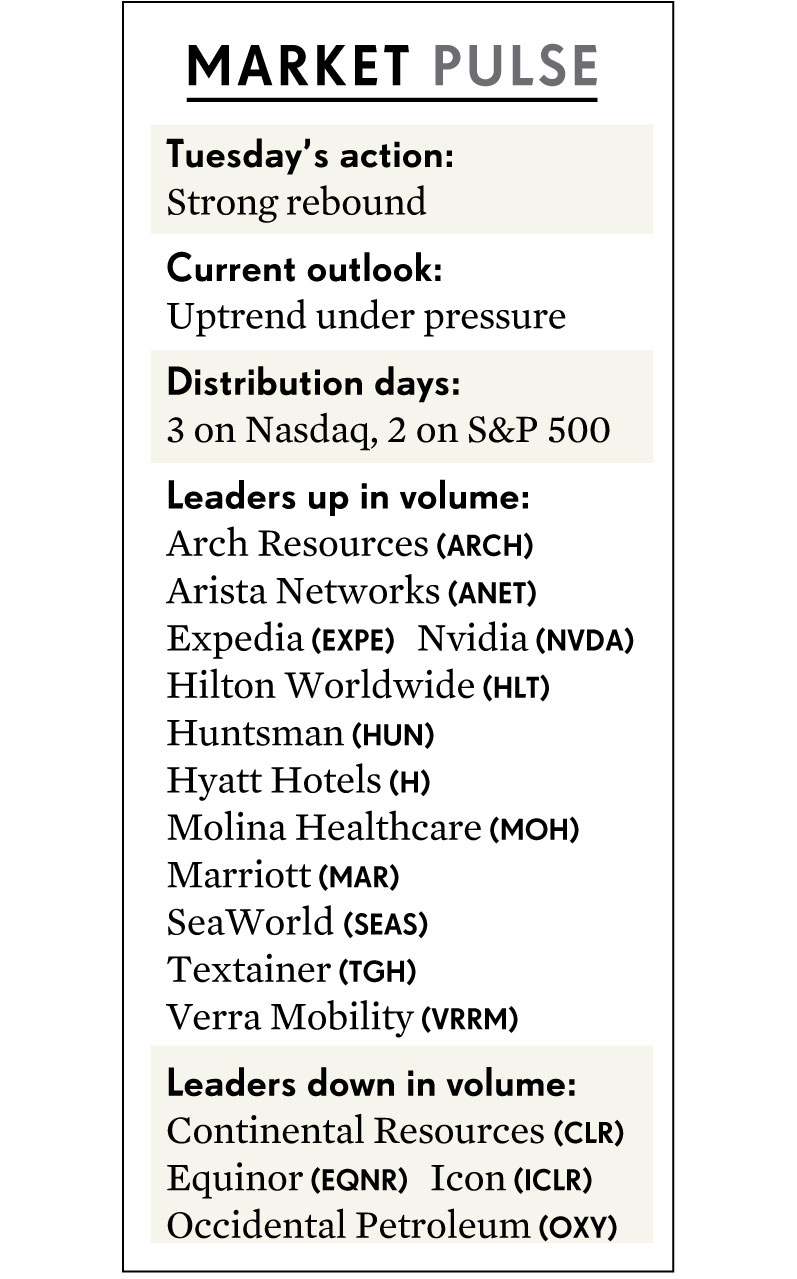 MARKET PULSE
Tuesday’s action:
Strong rebound
Current outlook:
Uptrend under pressure
Distribution days:
3 on Nasdaq, 2 on S&P 500
Leaders up in volume:
Arch Resources (ARCH)
Arista Networks (ANET)
Expedia (EXPE) Nvidia (NVDA)
Hilton Worldwide (HLT)
Huntsman (HUN)
Hyatt Hotels (H)
Molina Healthcare (MOH)
Marriott (MAR)
SeaWorld (SEAS)
Textainer (TGH)
Verra Mobility (VRRM)
Leaders down in volume:
Continental Resources (CLR)
Equinor (EQNR) Icon (ICLR)
Occidental Petroleum (OXY)